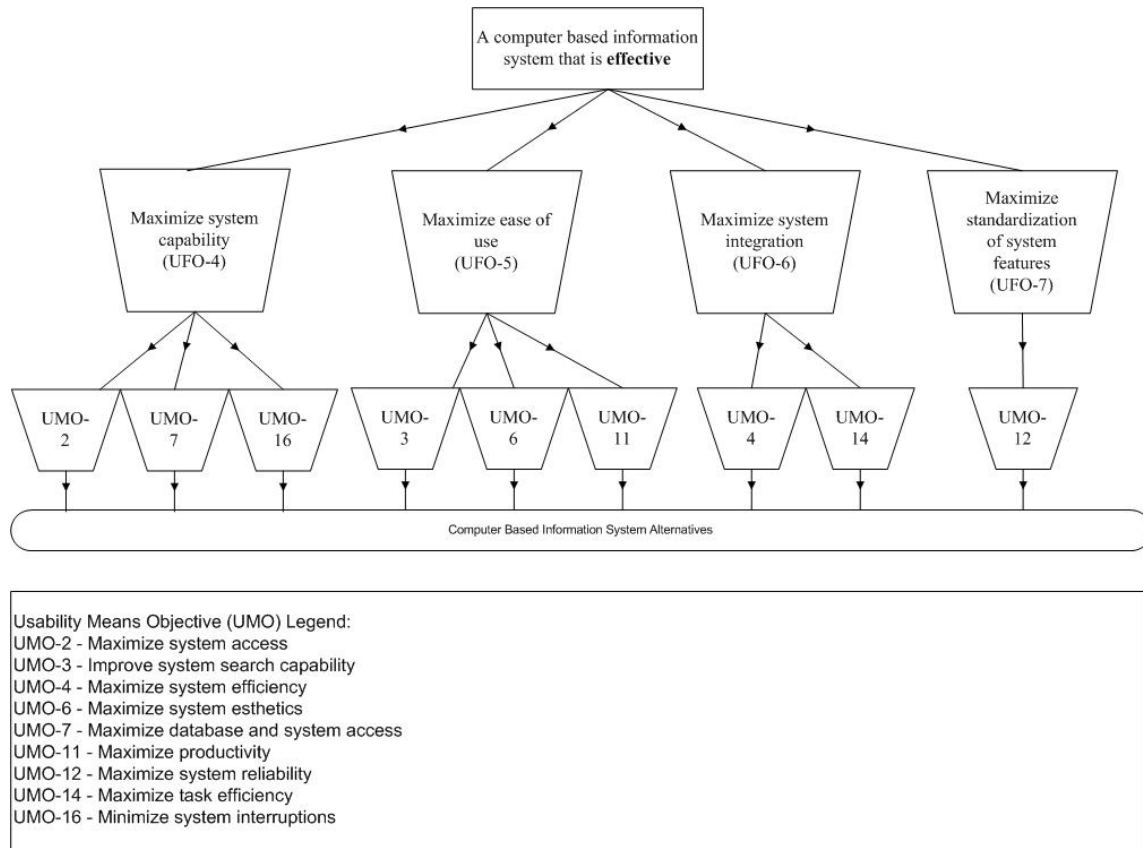 A computer based information
system that is effective
Maximize system
capability
(UFO-4)
Maximize ease of
use
(UFO-5)
Maximize system
integration
(UFO-6)
Maximize
standardization
of system
features
(UFO-7)
UMO-
2
UMO-
7
UMO-
16
UMO-
3
UMO-
6
UMO-
11
UMO-
4
UMO-
14
UMO-
12
Computer Based Information System Alternatives
Usability Means Objective (UMO) Legend:
UMO-2 - Maximize system access
UMO-3 - Improve system search capability
UMO-4 - Maximize system efficiency
UMO-6 - Maximize system esthetics
UMO-7 - Maximize database and system access
UMO-11 - Maximize productivity
UMO-12 - Maximize system reliability
UMO-14 - Maximize task efficiency
UMO-16 - Minimize system interruptions